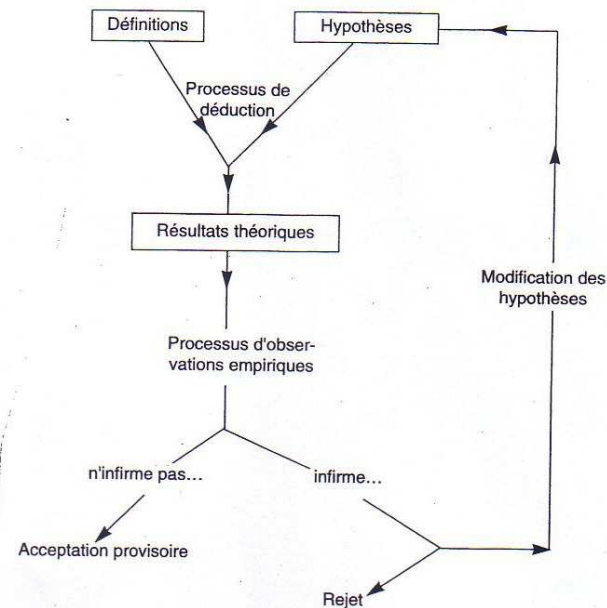 Définitions
Hypothèses
Processus de
déduction
Résultats théoriques
Modification des
hypothèses
Processus d'obser-
vations empiriques
n'infirme pas...
infirme...
Acceptation provisoire
Rejet